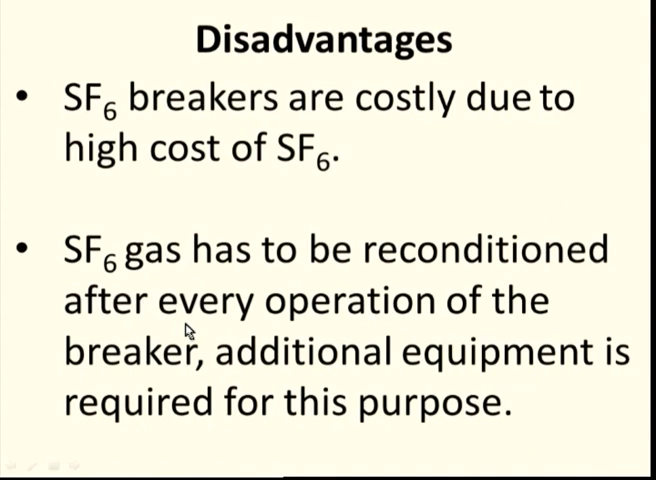 Disadvantages
• SF₆ breakers are costly due to
high cost of SF₆.
• SF₆ gas has to be reconditioned
after every operation of the
breaker, additional equipment is
required for this purpose.